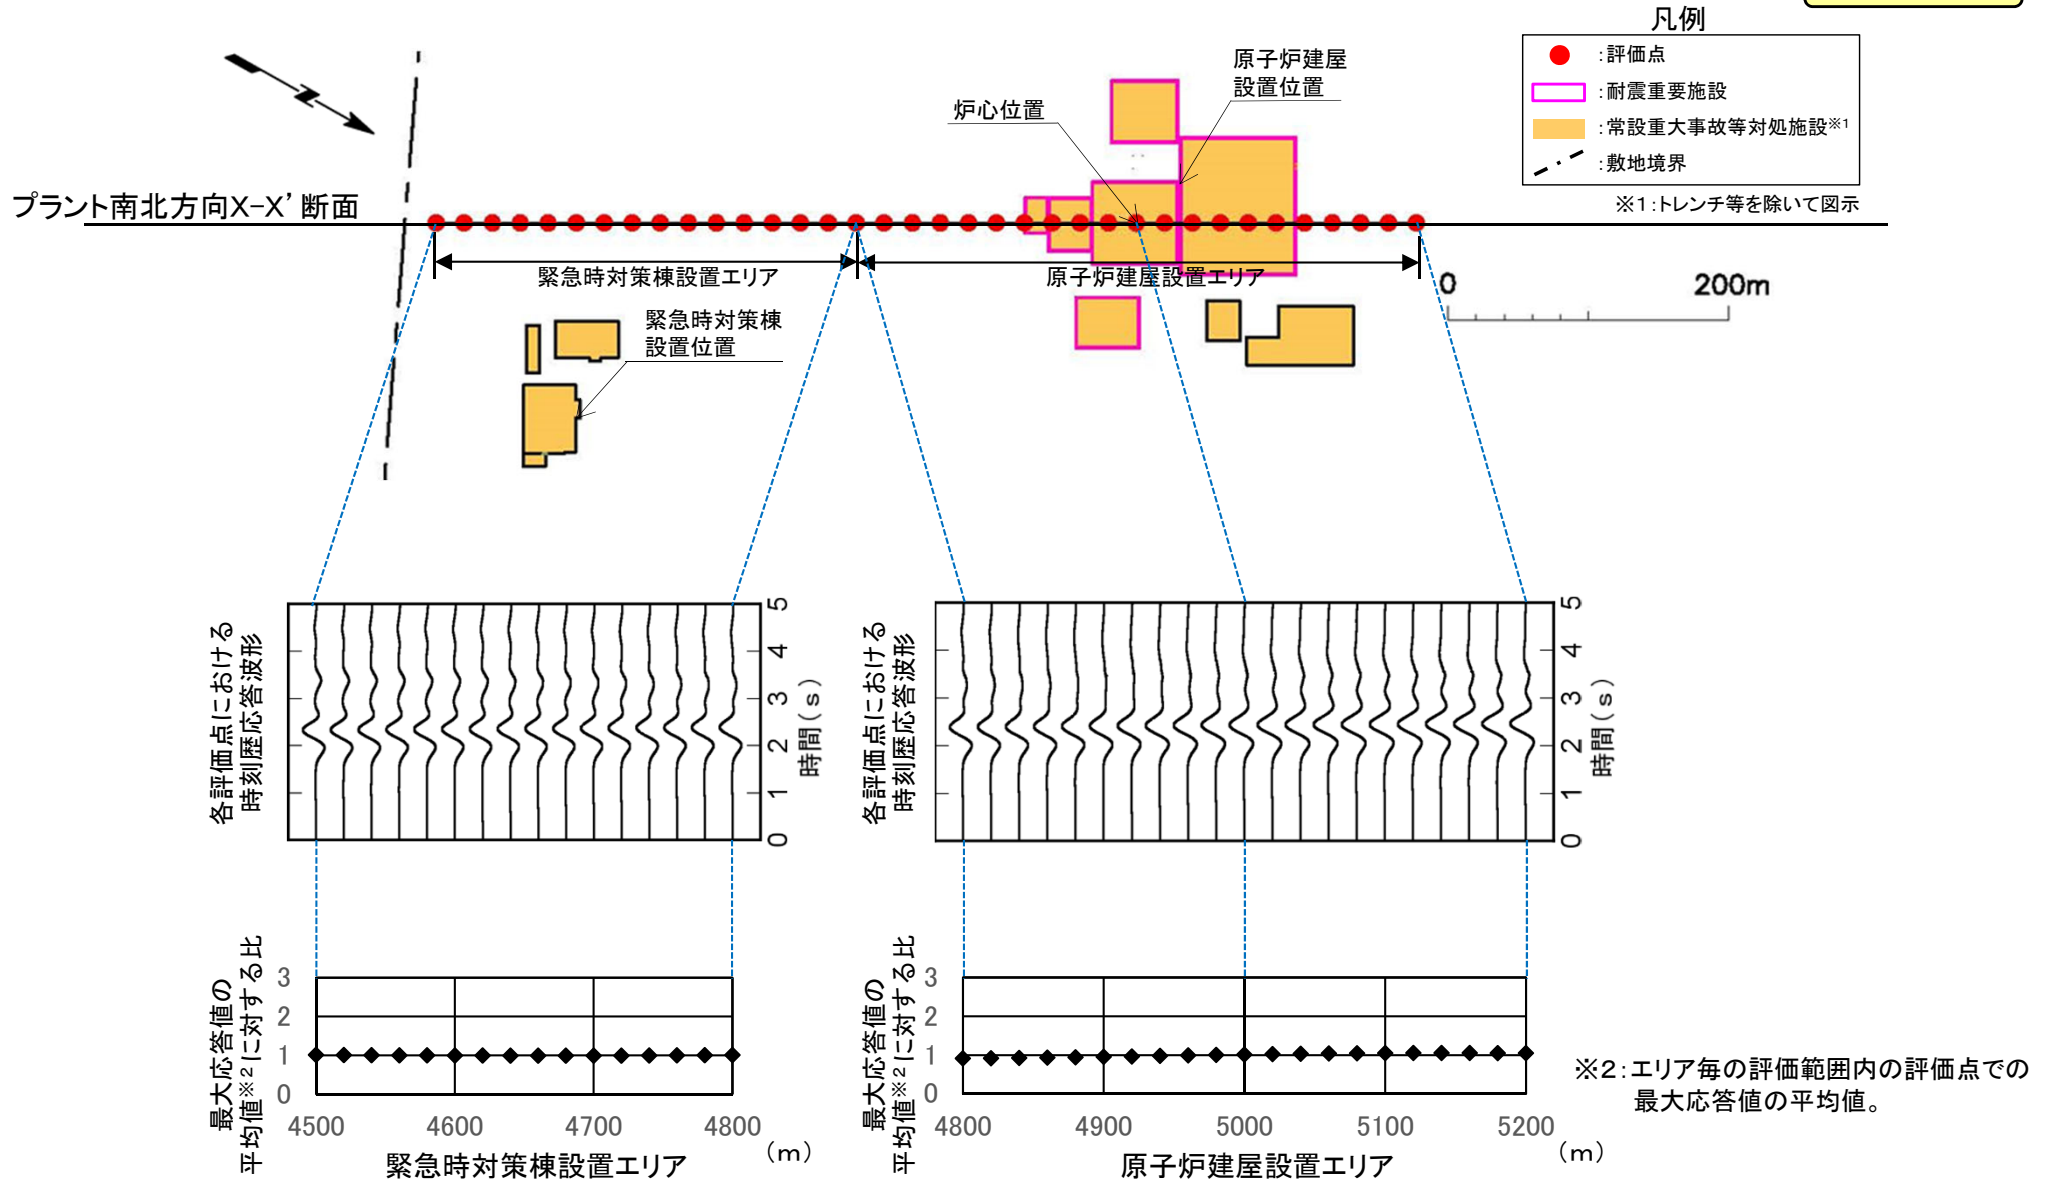 凡例
:評価点
:耐震重要施設
:常設重大事故等対処施設※1
:敷地境界
※1:トレンチ等を除いて図示
原子炉建屋
設置位置
炉心位置
プラント南北方向X-X’断面
緊急時対策棟設置エリア
原子炉建屋設置エリア
0
200m
緊急時対策棟
設置位置
各評価点における
時刻歴応答波形
5
4
3
2
1
0
時間(s)
各評価点における
時刻歴応答波形
5
4
3
2
1
0
時間(s)
最大応答値の
平均値※2に対する比
3
2
1
0
4500
4600
4700
4800
(m)
緊急時対策棟設置エリア
最大応答値の
平均値※2に対する比
3
2
1
0
4800
4900
5000
5100
5200
(m)
原子炉建屋設置エリア
※2:エリア毎の評価範囲内の評価点での
最大応答値の平均値。